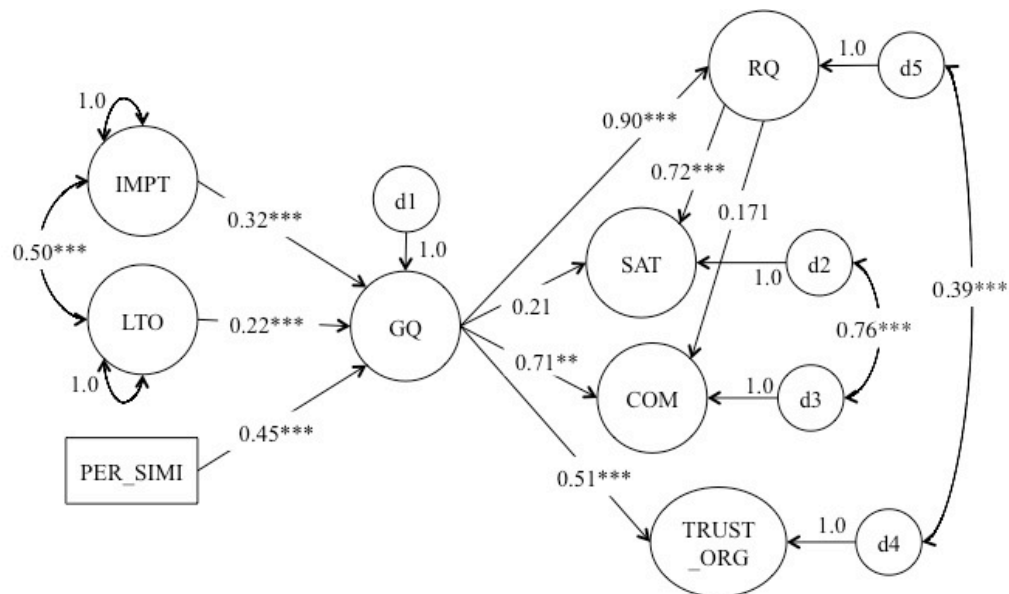 1.0
IMPT
0.50***
LTO
1.0
PER_SIMI
0.32***
0.22***
0.45***
d1
1.0
GQ
0.90***
0.21
0.71**
0.51***
RQ
1.0
d5
0.72***
0.171
SAT
1.0
d2
0.76***
0.39***
COM
1.0
d3
TRUST
_ORG
1.0
d4